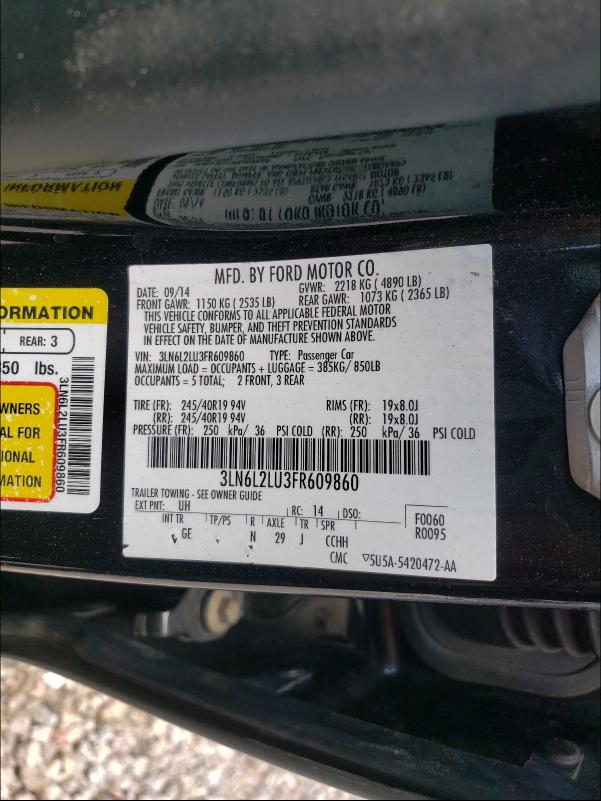 INFORMATION
MFD. BY FORD MOTOR CO.
DATE: 09/14 GVWR: 2218 KG ( 4890 LB)
FRONT GAWR: 1150 KG ( 2535 LB) REAR GAWR: 1073 KG ( 2365 LB)
THIS VEHICLE CONFORMS TO ALL APPLICABLE FEDERAL MOTOR
VEHICLE SAFETY, BUMPER, AND THEFT PREVENTION STANDARDS
IN EFFECT ON THE DATE OF MANUFACTURE SHOWN ABOVE.
VIN: 3LN6L2LU3FR609860 TYPE: Passenger Car
MAXIMUM LOAD = OCCUPANTS + LUGGAGE = 385KG/ 850LB
OCCUPANTS = 5 TOTAL; 2 FRONT, 3 REAR
TIRE (FR): 245/40R19 94V RIMS (FR): 19x8.0J
(RR): 245/40R19 94V (RR): 19x8.0J
PRESSURE (FR): 250 kPa/ 36 PSI COLD (RR): 250 kPa/ 36 PSI COLD
3LN6L2LU3FR609860
TRAILER TOWING - SEE OWNER GUIDE
EXT PNT: UH RC: 14 DSO: F0060
INT TR TP/PS R AXLE TR SPR R0095
GE N 29 J CCHH
CMC ▽5U5A-5420472-AA
ORMATION
REAR: 3
850 lbs.
WNERS
AL FOR
IONAL
MATION
3LN6L2LU3FR609860